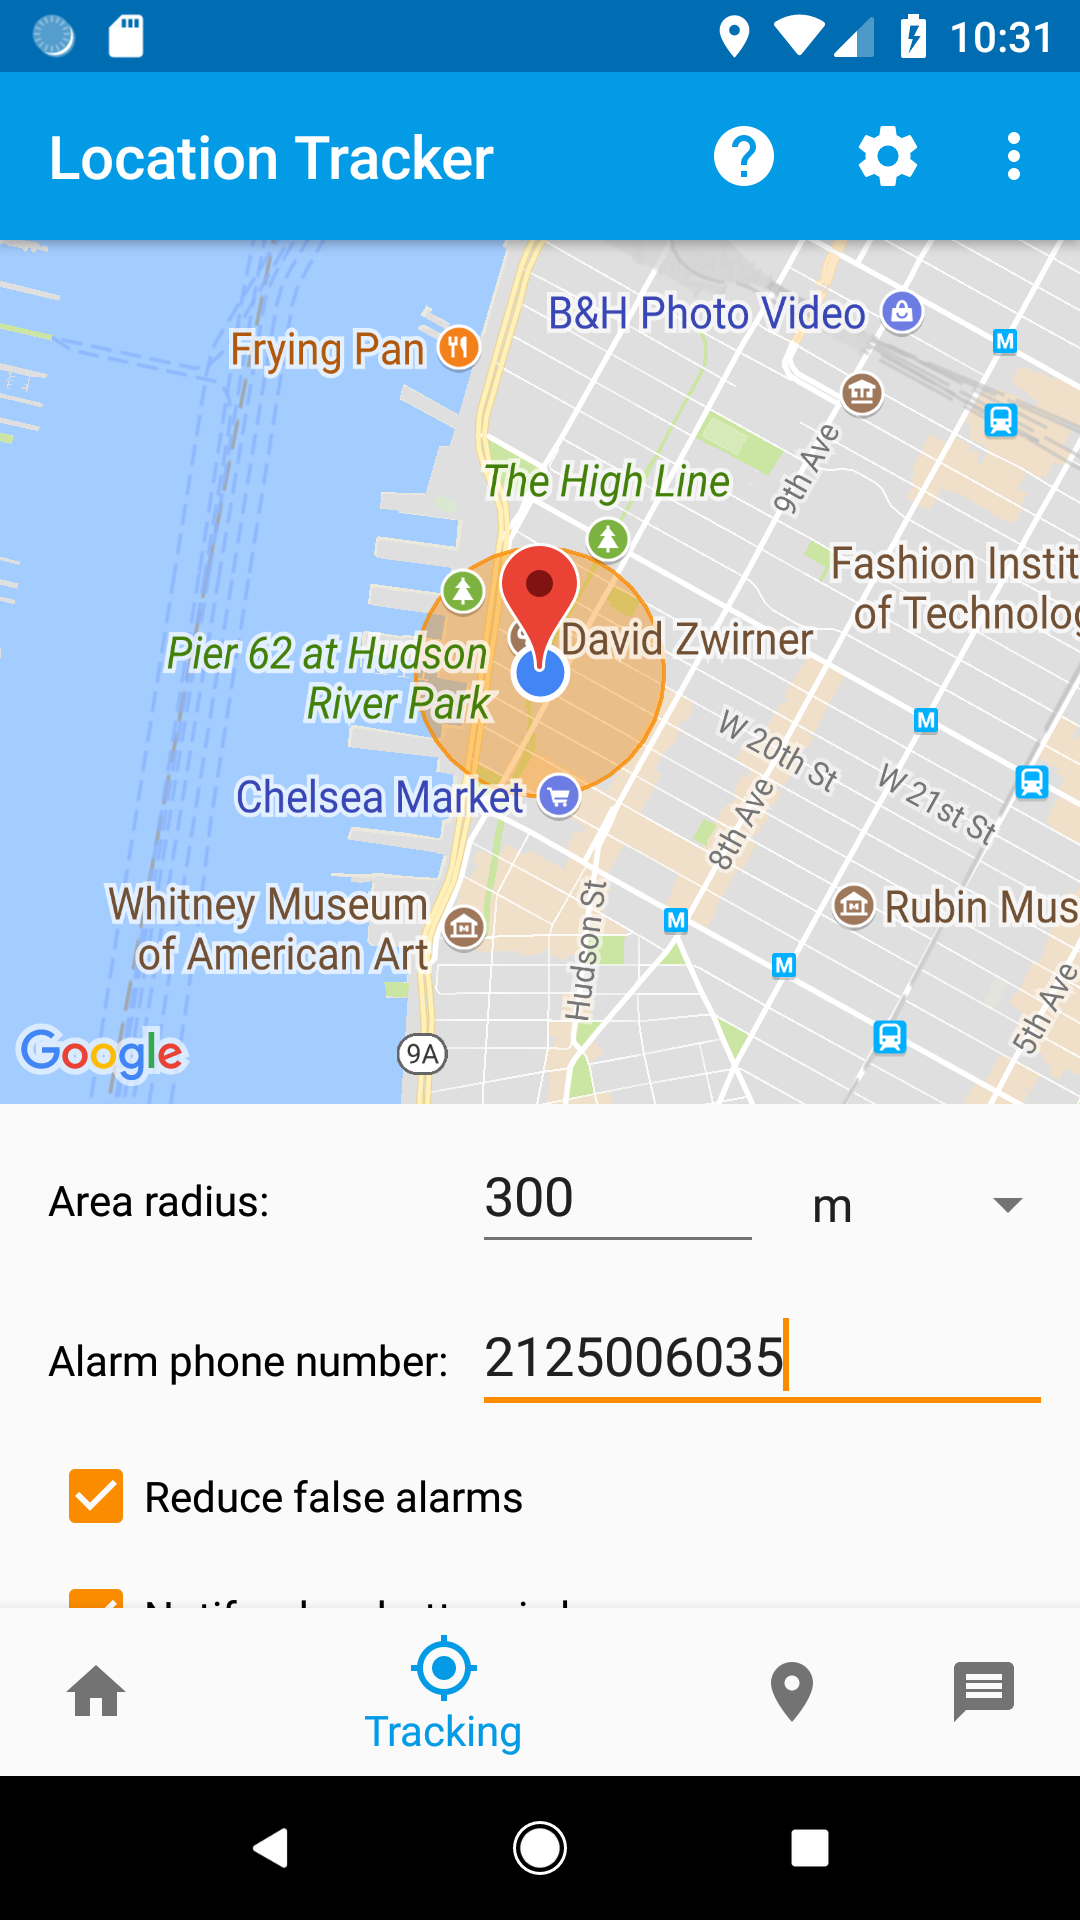 10:31
Location Tracker
B&H Photo Video
Frying Pan
M
9th Ave
The High Line
Fashion Instit
of Technolog
David Zwirner
Pier 62 at Hudson
River Park
M
W 20th St
W 21st St
Chelsea Market
8th Ave
Whitney Museum
of American Art
Hudson St
M
Rubin Mus
M
5th Ave
Google
9A
Area radius:
300
m
Alarm phone number:
2125006035
Reduce false alarms
Tracking